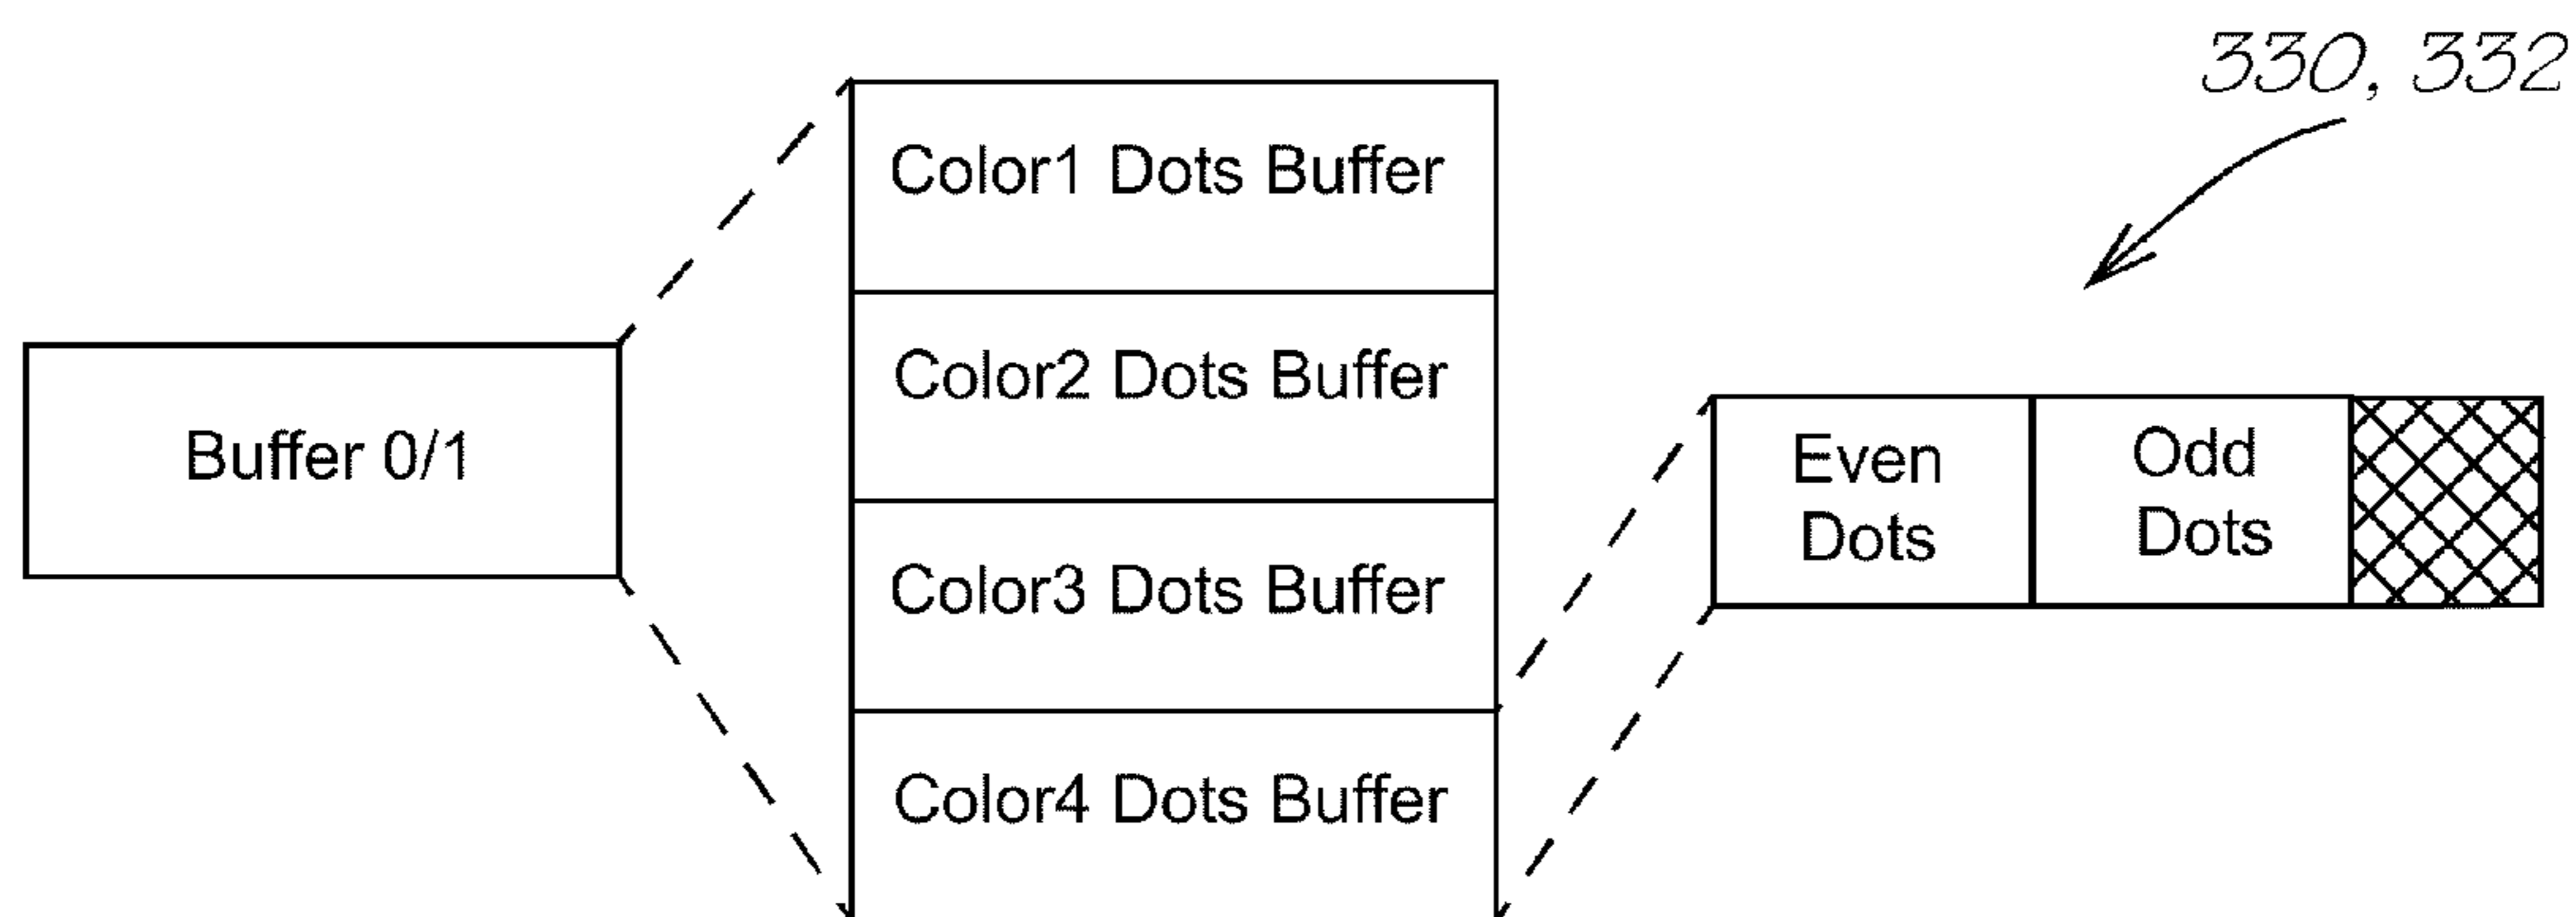 330, 332
Color1 Dots Buffer
Color2 Dots Buffer
Buffer 0/1
Color3 Dots Buffer
Color4 Dots Buffer
Even
Dots
Odd
Dots